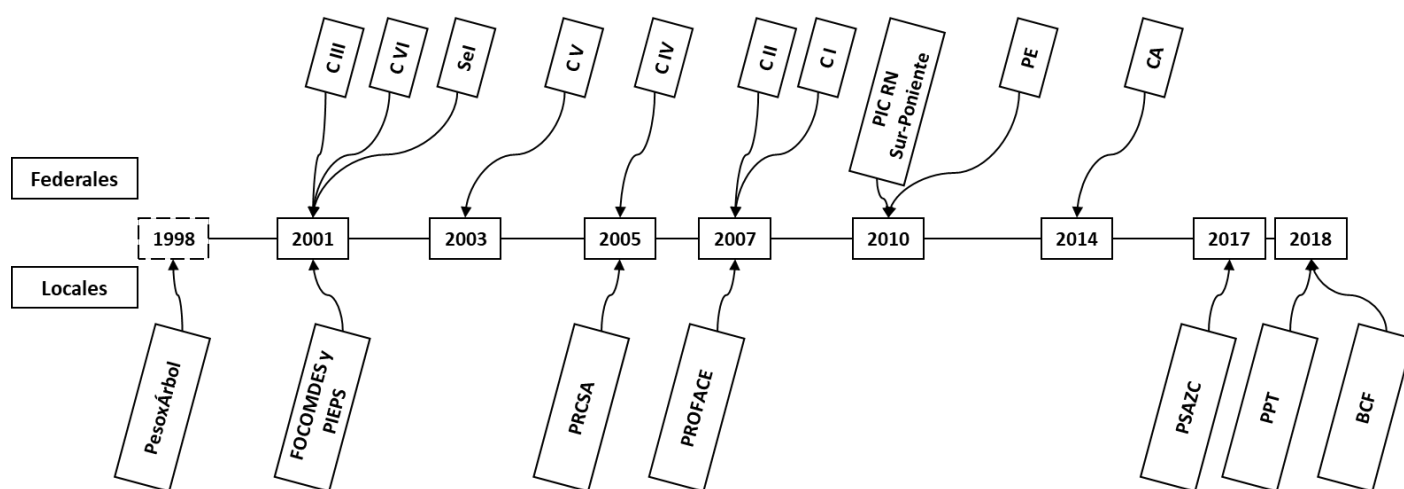 C III
C VI
SeI
C V
C IV
C II
C I
PIC RN
Sur-Poniente
PE
CA
Federales
1998
2001
2003
2005
2007
2010
2014
2017
2018
Locales
PesoxÁrbol
FOCOMDES y
PIEPS
PRCSA
PROFACE
PSAZC
PPT
BCF